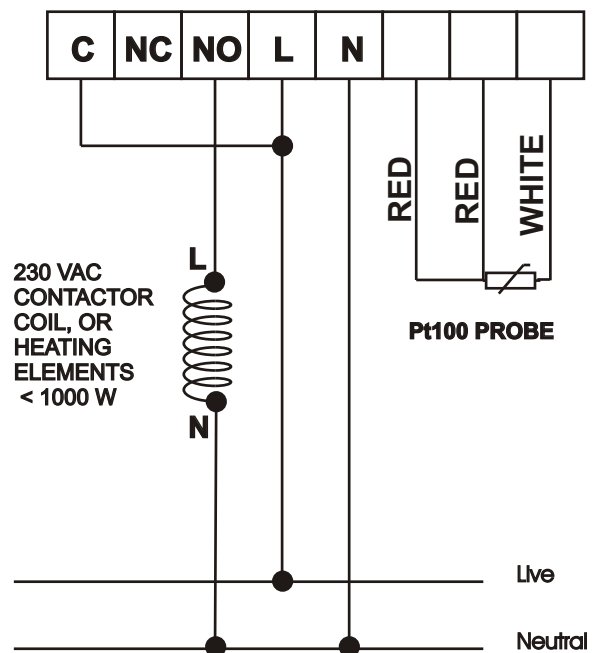 C NC NO L N
RED RED WHITE
L
230 VAC
CONTACTOR
COIL, OR
HEATING
ELEMENTS
< 1000 W
Pt100 PROBE
N
Live
Neutral